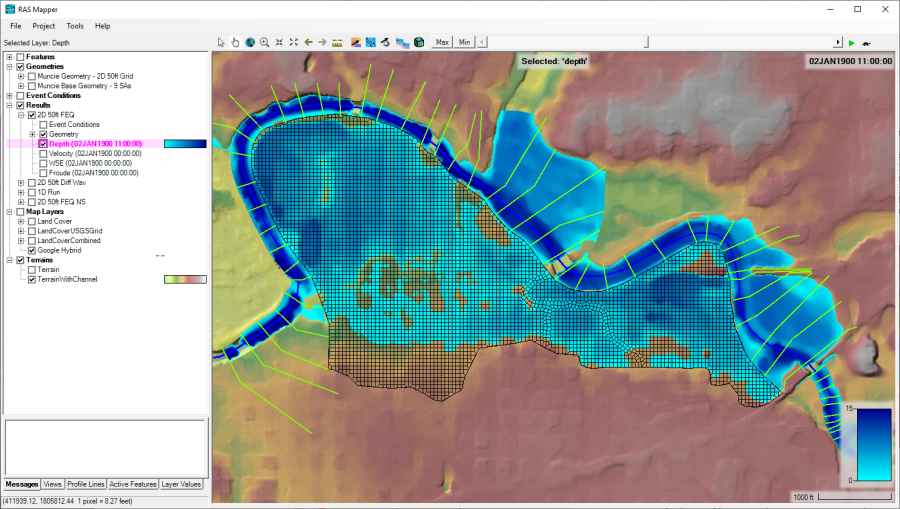 RAS Mapper
File Project Tools Help
Selected Layer: Depth
Max Min
Features
Geometries
Muncie Geometry - 2D 50ft Grid
Muncie Base Geometry - 9 SAs
Event Conditions
Results
2D 50ft FEQ
Event Conditions
Geometry
Depth (02JAN1900 11:00:00)
Velocity (02JAN1900 00:00:00)
WSE (02JAN1900 00:00:00)
Froude (02JAN1900 00:00:00)
2D 50ft Diff Wav
1D Run
2D 50ft FEQ NS
Map Layers
Land Cover
LandCoverUSGSGrid
LandCoverCombined
Google Hybrid
Terrains
Terrain
TerrainWithChannel
Selected: 'depth'
02JAN1900 11:00:00
15
0
1000 ft
Messages Views Profile Lines Active Features Layer Values
(411939.12, 1805812.44 1 pixel = 8.27 feet)